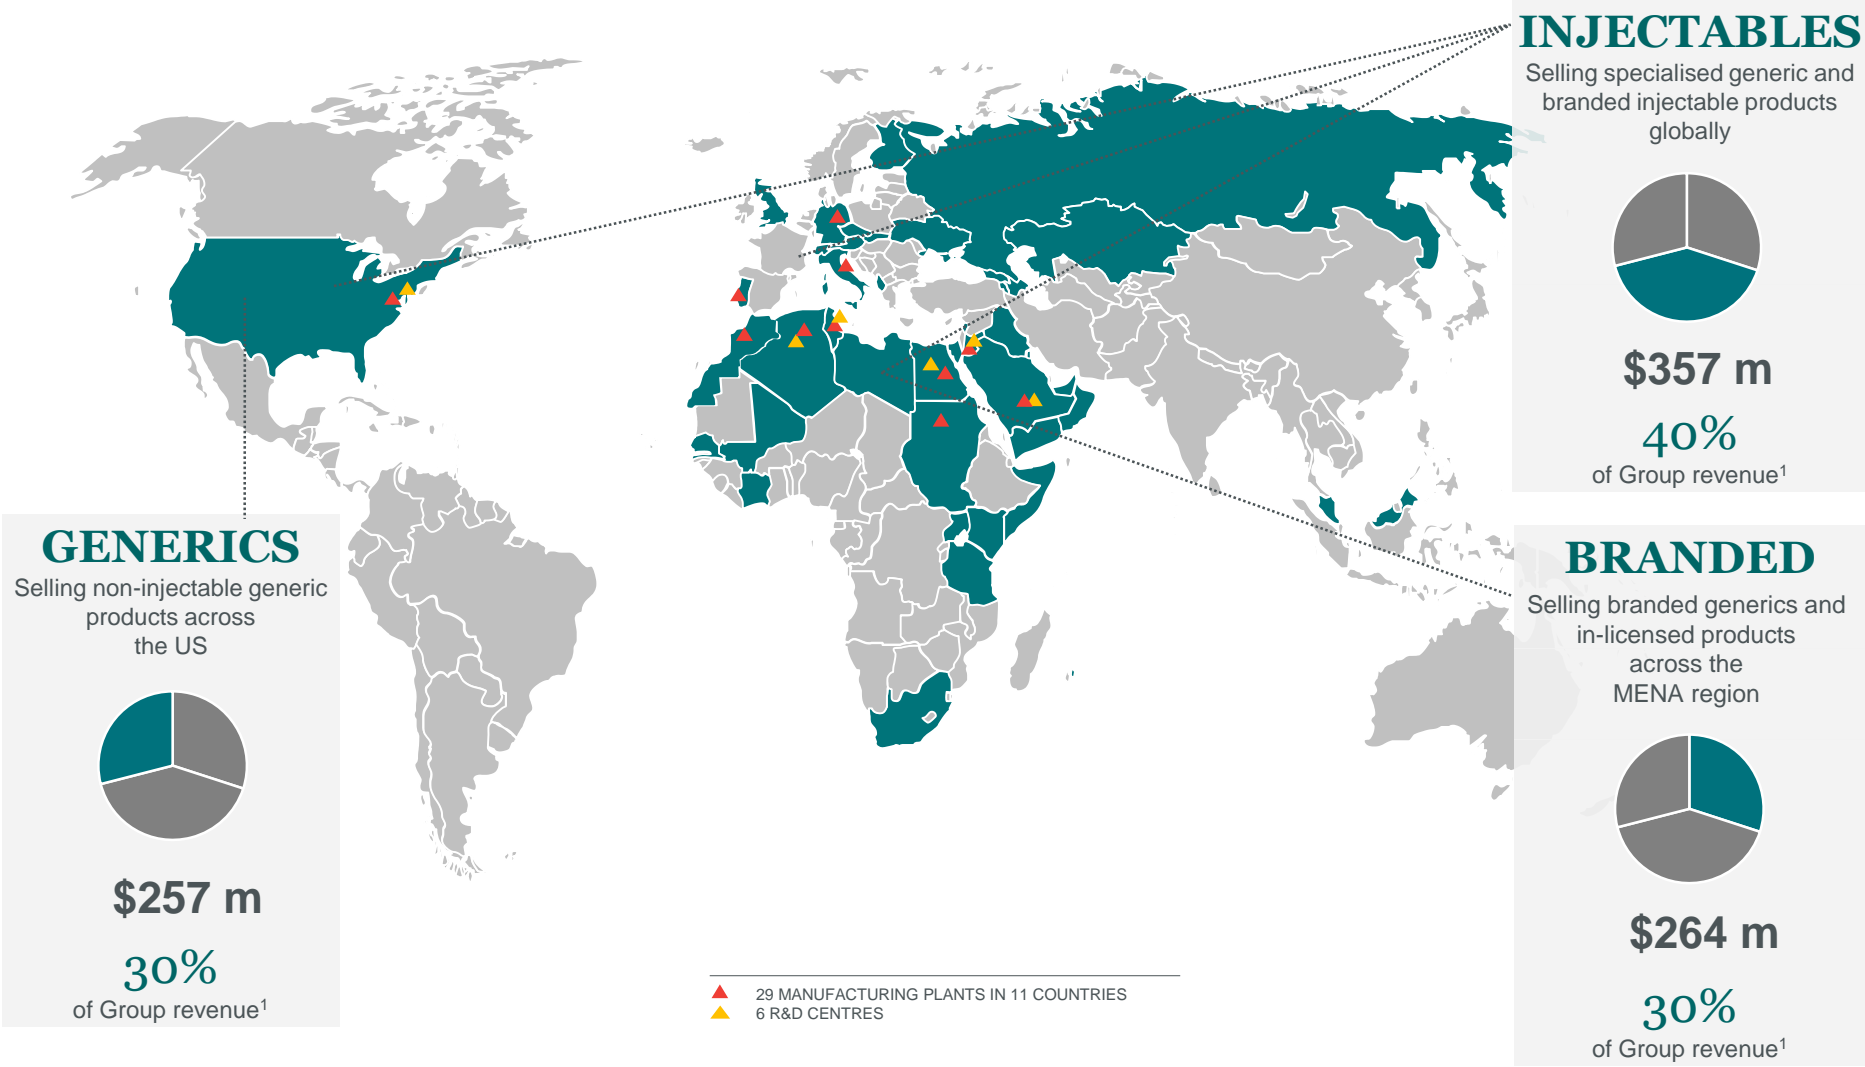 INJECTABLES
Selling specialised generic and
branded injectable products
globally
$357 m
40%
of Group revenue1
GENERICS
Selling non-injectable generic
products across
the US
$257 m
30%
of Group revenue1
BRANDED
Selling branded generics and
in-licensed products
across the
MENA region
$264 m
30%
of Group revenue1
29 MANUFACTURING PLANTS IN 11 COUNTRIES
6 R&D CENTRES